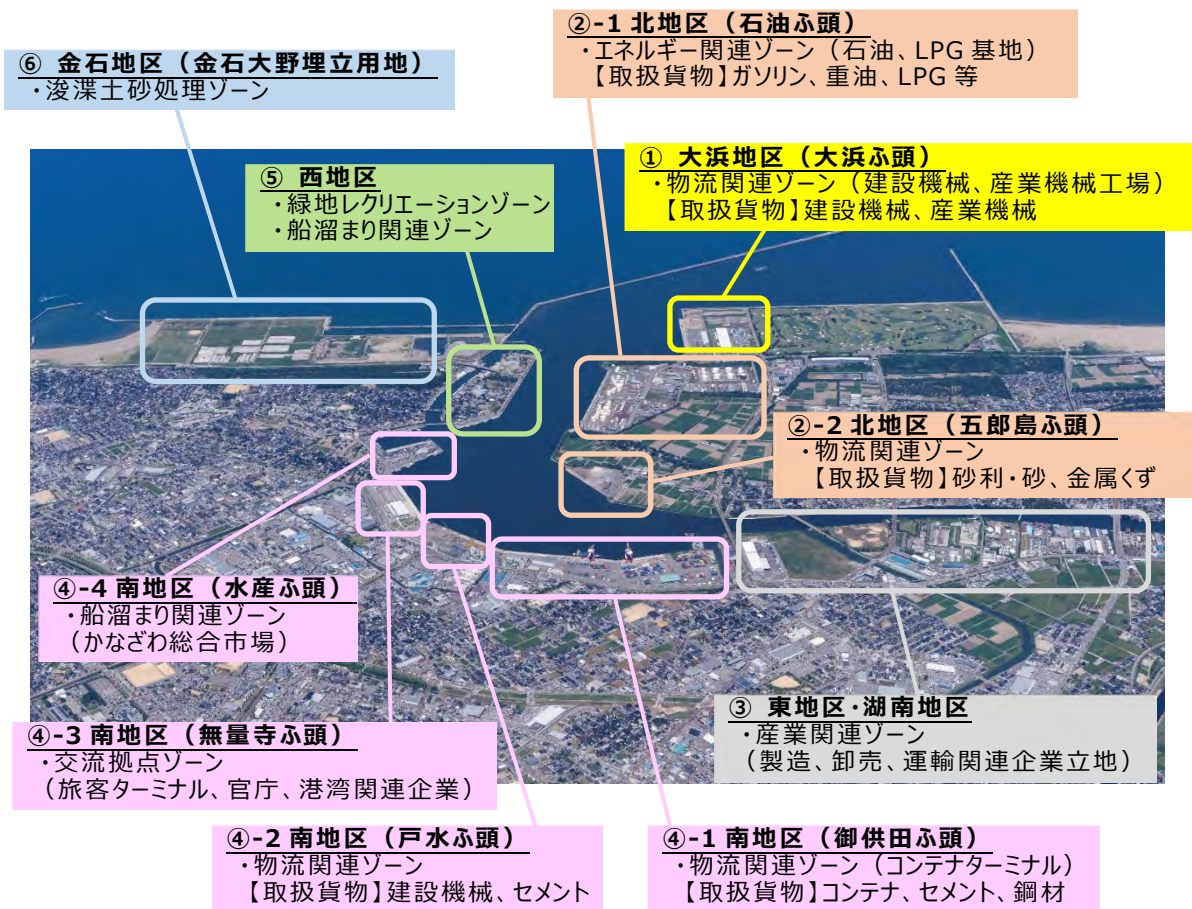 ②-1 北地区（石油ふ頭）
・エネルギー関連ゾーン（石油、LPG 基地）
【取扱貨物】ガソリン、重油、LPG 等
⑥ 金石地区（金石大野埋立用地）
・浚渫土砂処理ゾーン
① 大浜地区（大浜ふ頭）
・物流関連ゾーン（建設機械、産業機械工場）
【取扱貨物】建設機械、産業機械
⑤ 西地区
・緑地レクリエーションゾーン
・船溜まり関連ゾーン
②-2 北地区（五郎島ふ頭）
・物流関連ゾーン
【取扱貨物】砂利・砂、金属くず
④-4 南地区（水産ふ頭）
・船溜まり関連ゾーン
（かなざわ総合市場）
③ 東地区・湖南地区
・産業関連ゾーン
（製造、卸売、運輸関連企業立地）
④-3 南地区（無量寺ふ頭）
・交流拠点ゾーン
（旅客ターミナル、官庁、港湾関連企業）
④-2 南地区（戸水ふ頭）
・物流関連ゾーン
【取扱貨物】建設機械、セメント
④-1 南地区（御供田ふ頭）
・物流関連ゾーン（コンテナターミナル）
【取扱貨物】コンテナ、セメント、鋼材